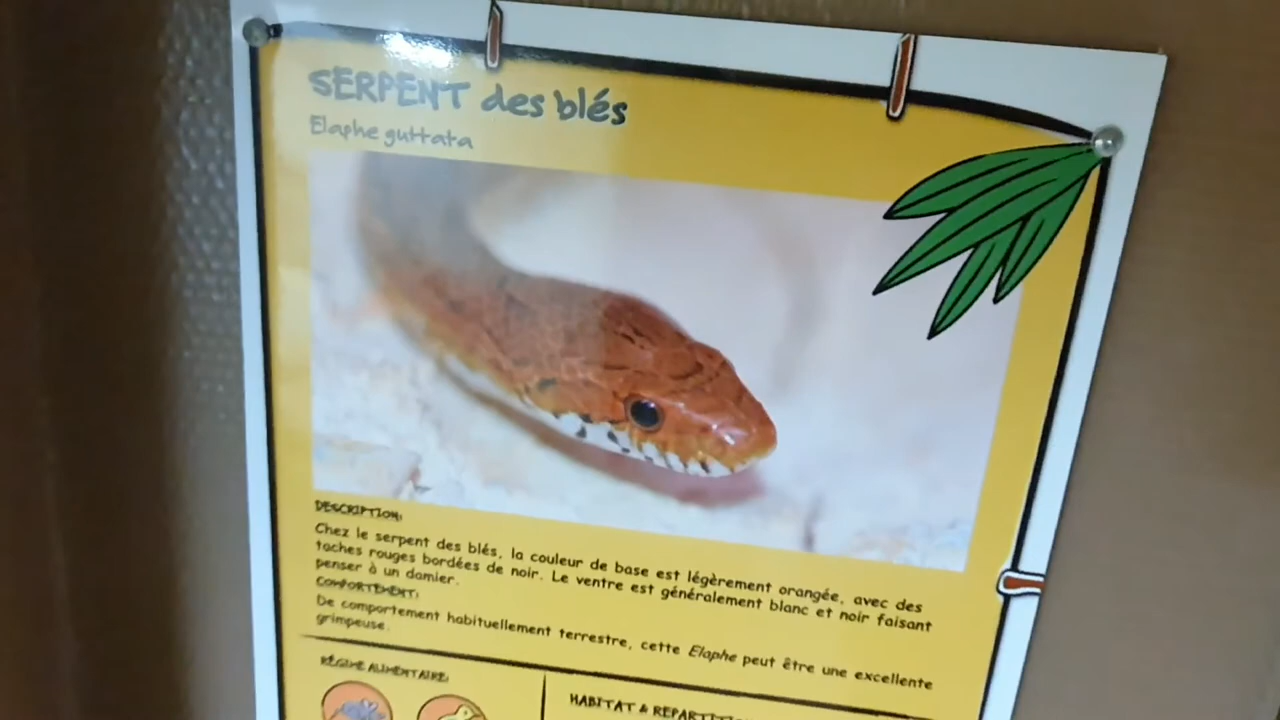 SERPENT des blés
Elaphe guttata
DESCRIPTION:
Chez le serpent des blés, la couleur de base est légèrement orangée, avec des
taches rouges bordées de noir. Le ventre est généralement blanc et noir faisant
penser à un damier.
COMPORTEMENT:
De comportement habituellement terrestre, cette Elaphe peut être une excellente
grimpeuse.
RÉGIME ALIMENTAIRE:
HABITAT & REPARTITION